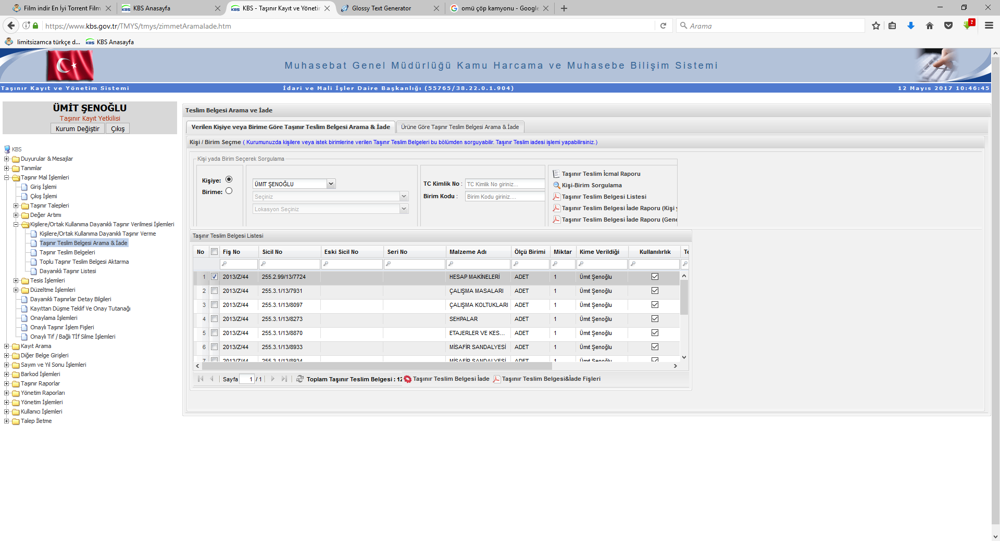 Film indir En İyi Torrent Film
KBS Anasayfa
KBS - Taşınır Kayıt ve Yönetir
Glossy Text Generator
omü çöp kamyonu - Google
https://www.kbs.gov.tr/TMYS/tmys/zimmetAramaIade.htm
Arama
limitsizamca türkçe d...
KBS Anasayfa
Muhasebat Genel Müdürlüğü Kamu Harcama ve Muhasebe Bilişim Sistemi
Taşınır Kayıt ve Yönetim Sistemi
İdari ve Mali İşler Daire Başkanlığı (55765/38.22.0.1.904)
12 Mayıs 2017 10:46:45
ÜMİT ŞENOĞLU
Taşınır Kayıt Yetkilisi
Kurum Değiştir
Çıkış
KBS
Duyurular & Mesajlar
Tanımlar
Taşınır Mal İşlemleri
Giriş İşlemi
Çıkış İşlemi
Taşınır Talepleri
Değer Artımı
Kişilere/Ortak Kullanıma Dayanıklı Taşınır Verilmesi İşlemleri
Kişilere/Ortak Kullanıma Dayanıklı Taşınır Verme
Taşınır Teslim Belgesi Arama & İade
Taşınır Teslim Belgeleri
Toplu Taşınır Teslim Belgesi Aktarma
Dayanıklı Taşınır Listesi
Tesis İşlemleri
Düzeltme İşlemleri
Dayanıklı Taşınırlar Detay Bilgileri
Kayıttan Düşme Teklif Ve Onay Tutanağı
Onaylama İşlemleri
Onaylı Taşınır İşlem Fişleri
Onaylı Tif / Bağlı Tİf Silme İşlemleri
Kayıt Arama
Diğer Belge Girişleri
Sayım ve Yıl Sonu İşlemleri
Barkod İşlemleri
Taşınır Raporlar
Yönetim Raporları
Yönetim İşlemleri
Kullanıcı İşlemleri
Talep İletme
Teslim Belgesi Arama ve İade
Verilen Kişiye veya Birime Göre Taşınır Teslim Belgesi Arama & İade
Ürüne Göre Taşınır Teslim Belgesi Arama & İade
Kişi / Birim Seçme ( Kurumunuzda kişilere veya istek birimlerine verilen Taşınır Teslim Belgeleri bu bölümden sorguyabilir. Taşınır Teslim iadesi işlemi yapabilirsiniz.)
Kişi yada Birim Seçerek Sorgulama
Kişiye:
Birime:
ÜMİT ŞENOĞLU
Seçiniz
Lokasyon Seçiniz
TC Kimlik No : TC Kimlik No giriniz...
Birim Kodu : Birim Kodu giriniz....
Taşınır Teslim İcmal Raporu
Kişi-Birim Sorgulama
Taşınır Teslim Belgesi Listesi
Taşınır Teslim Belgesi İade Raporu (Kişi y
Taşınır Teslim Belgesi İade Raporu (Gene
Taşınır Teslim Belgesi Listesi
No Fiş No Sicil No Eski Sicil No Seri No Malzeme Adı Ölçü Birimi Miktar Kime Verildiği Kullanılırlık Te
1 2013/Z/44 255.2.99/13/7724 HESAP MAKİNELERİ ADET 1 Ümit Şenoğlu
2 2013/Z/44 255.3.1/13/7931 ÇALIŞMA MASALARI ADET 1 Ümit Şenoğlu
3 2013/Z/44 255.3.1/13/8097 ÇALIŞMA KOLTUKLARI ADET 1 Ümit Şenoğlu
4 2013/Z/44 255.3.1/13/8273 SEHPALAR ADET 1 Ümit Şenoğlu
5 2013/Z/44 255.3.1/13/8870 ETAJERLER VE KES... ADET 1 Ümit Şenoğlu
6 2013/Z/44 255.3.1/13/8933 MİSAFİR SANDALYESİ ADET 1 Ümit Şenoğlu
7 2013/Z/44 255.3.1/13/8934 MİSAFİR SANDALYESİ ADET 1 Ümit Şenoğlu
Sayfa 1 / 1 Toplam Taşınır Teslim Belgesi : 12 Taşınır Teslim Belgesi İade Taşınır Teslim Belgesi&İade Fişleri